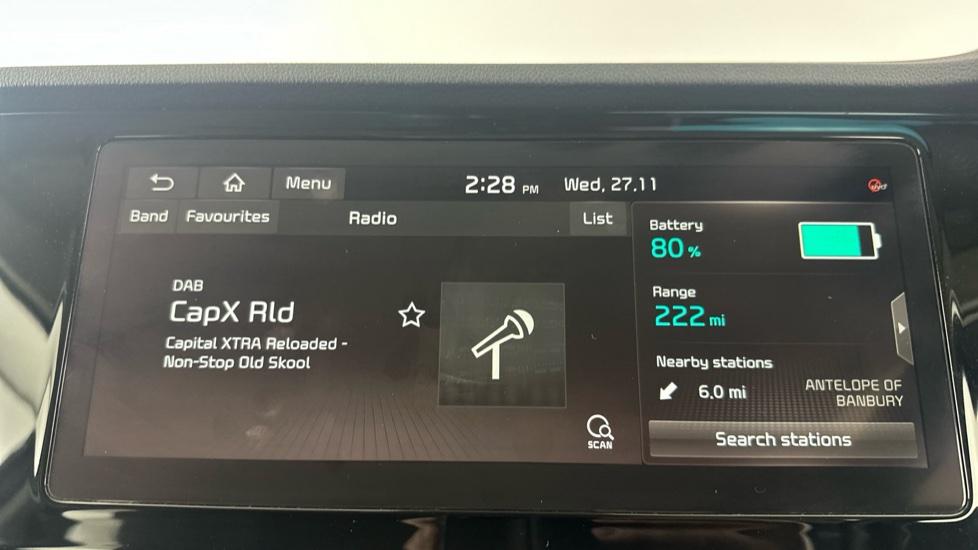 Menu
2:28 PM
Wed, 27.11
Band
Favourites
Radio
List
DAB
CapX Rld
Capital XTRA Reloaded -
Non-Stop Old Skool
SCAN
Battery
80 %
Range
222 mi
Nearby stations
6.0 mi
ANTELOPE OF
BANBURY
Search stations